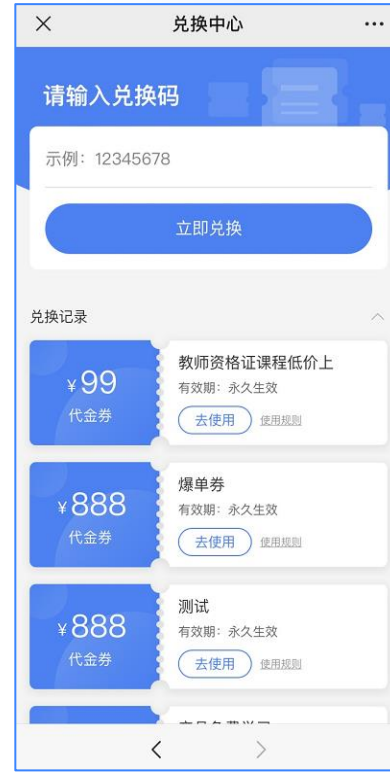 兑换中心
请输入兑换码
示例：12345678
立即兑换
兑换记录
¥99
代金券
教师资格证课程低价上
有效期：永久生效
去使用 使用规则
¥888
代金券
爆单券
有效期：永久生效
去使用 使用规则
¥888
代金券
测试
有效期：永久生效
去使用 使用规则